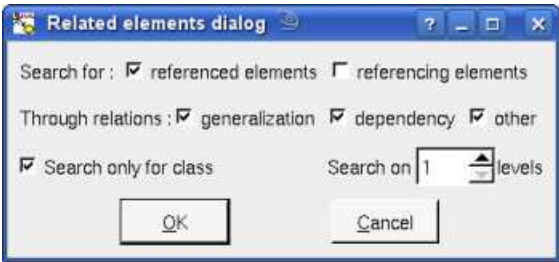 Related elements dialog ?
Search for : referenced elements referencing elements
Through relations : generalization dependency other
Search only for class Search on 1 levels
OK Cancel